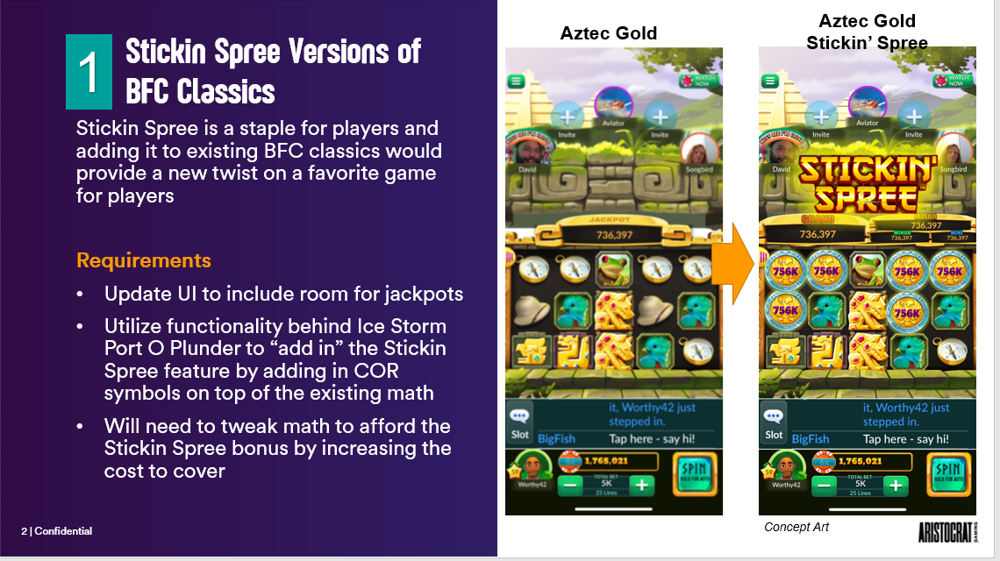 1
Stickin Spree Versions of
BFC Classics
Stickin Spree is a staple for players and
adding it to existing BFC classics would
provide a new twist on a favorite game
for players
Requirements
• Update UI to include room for jackpots
• Utilize functionality behind Ice Storm
Port O Plunder to “add in” the Stickin
Spree feature by adding in COR
symbols on top of the existing math
• Will need to tweak math to afford the
Stickin Spree bonus by increasing the
cost to cover
2 | Confidential
Aztec Gold
WATCH
NOW
Invite
Aviator
Invite
David
Songbird
JACKPOT
736,397
it, Worthy42 just
stepped in.
Slot
BigFish
Tap here - say hi!
1,765,021
Worthy42
TOTAL BET
5K
25 Lines
SPIN
HOLD FOR AUTO
Aztec Gold
Stickin’ Spree
WATCH
NOW
Invite
Aviator
Invite
David
Songbird
STICKIN'
SPREE™
GRAND
736,397
MAJOR
736,397
MINOR
736,397
MINI
736,397
756K
756K
756K
756K
756K
756K
it, Worthy42 just
stepped in.
Slot
BigFish
Tap here - say hi!
59
1,765,021
Worthy42
TOTAL BET
5K
25 Lines
SPIN
HOLD FOR AUTO
Concept Art
ARISTOCRAT
GAMING